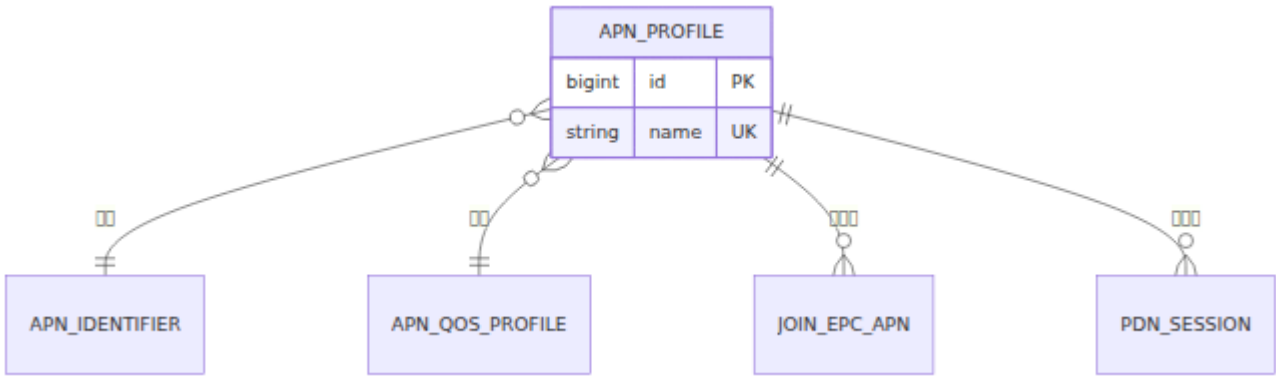 APN_PROFILE
bigint id PK
string name UK
APN_IDENTIFIER
APN_QOS_PROFILE
JOIN_EPC_APN
PDN_SESSION